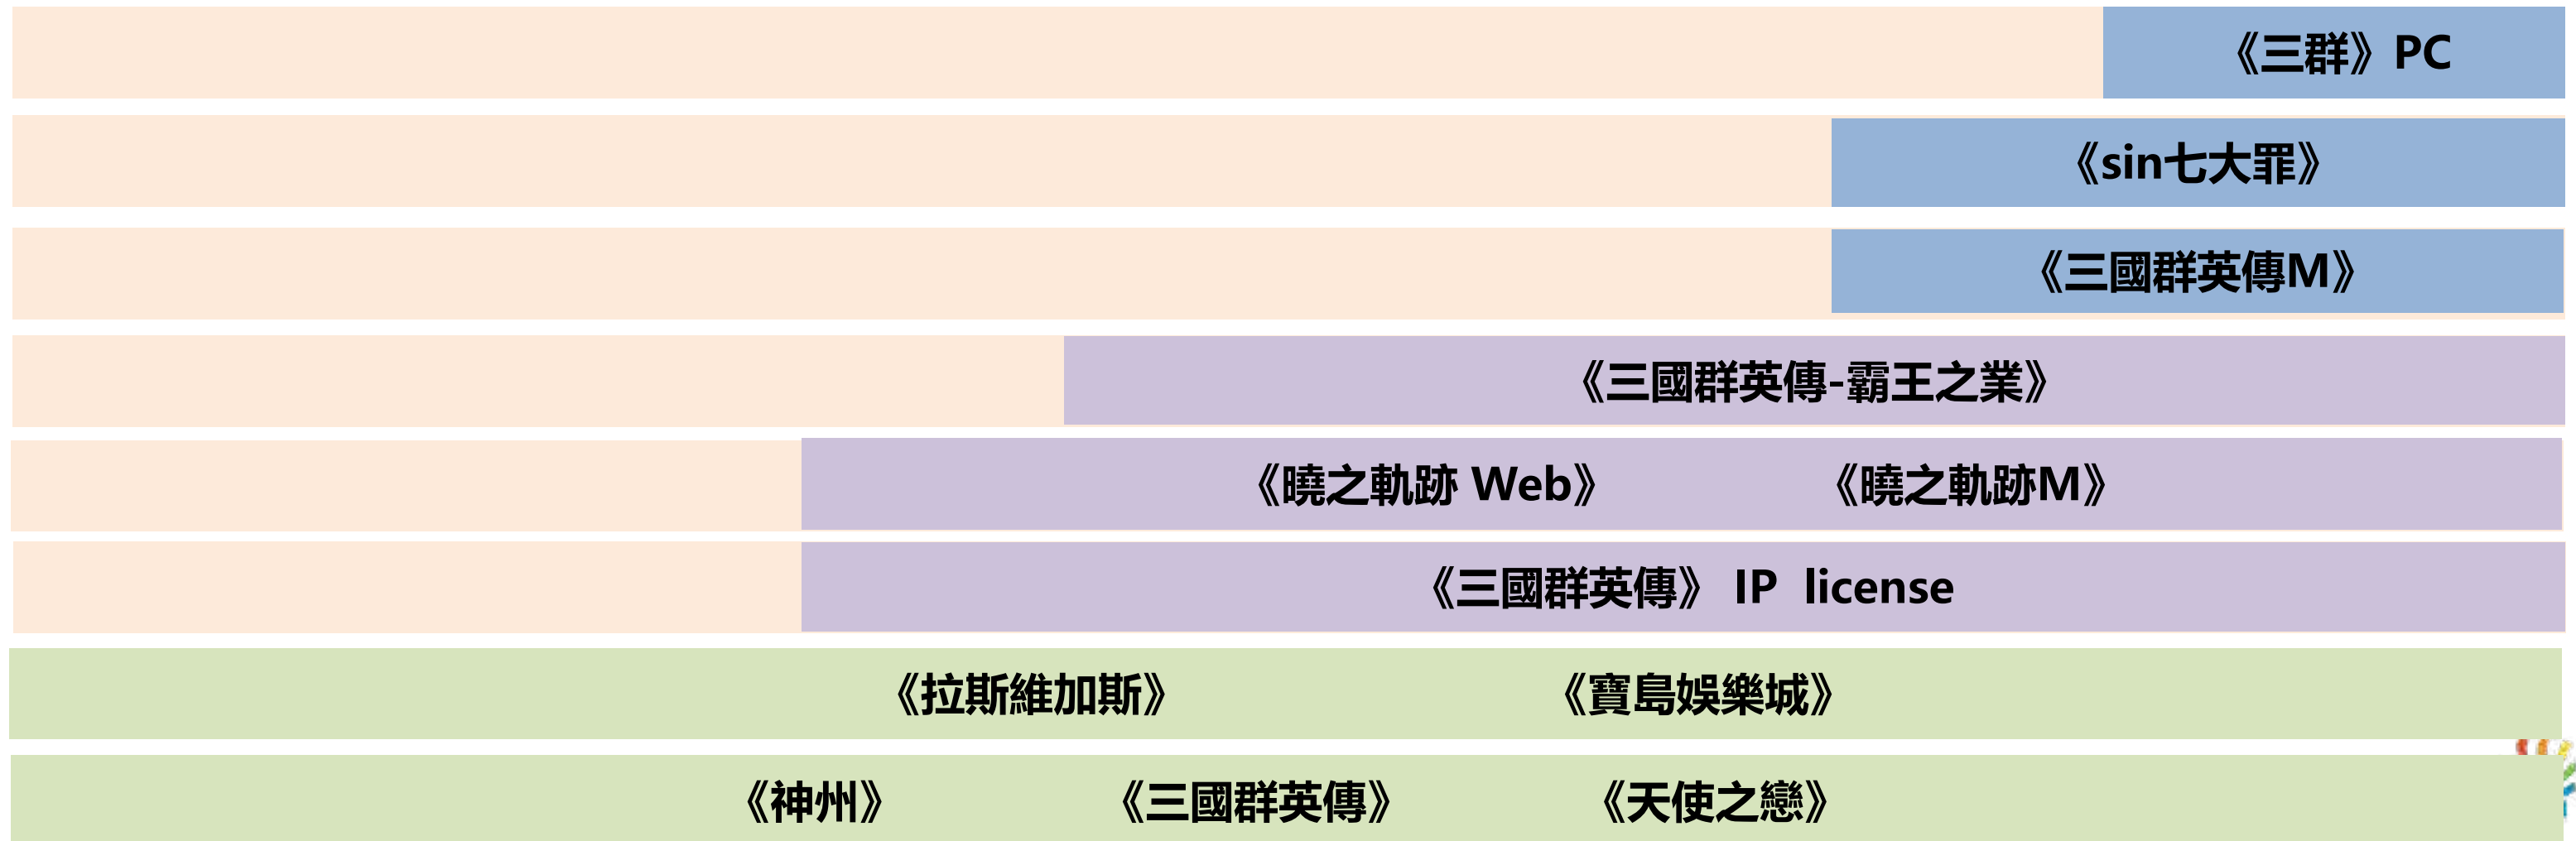 《三群》PC
《sin七大罪》
《三國群英傳M》
《三國群英傳-霸王之業》
《曉之軌跡 Web》 《曉之軌跡M》
《三國群英傳》 IP license
《拉斯維加斯》 《寶島娛樂城》
《神州》 《三國群英傳》 《天使之戀》